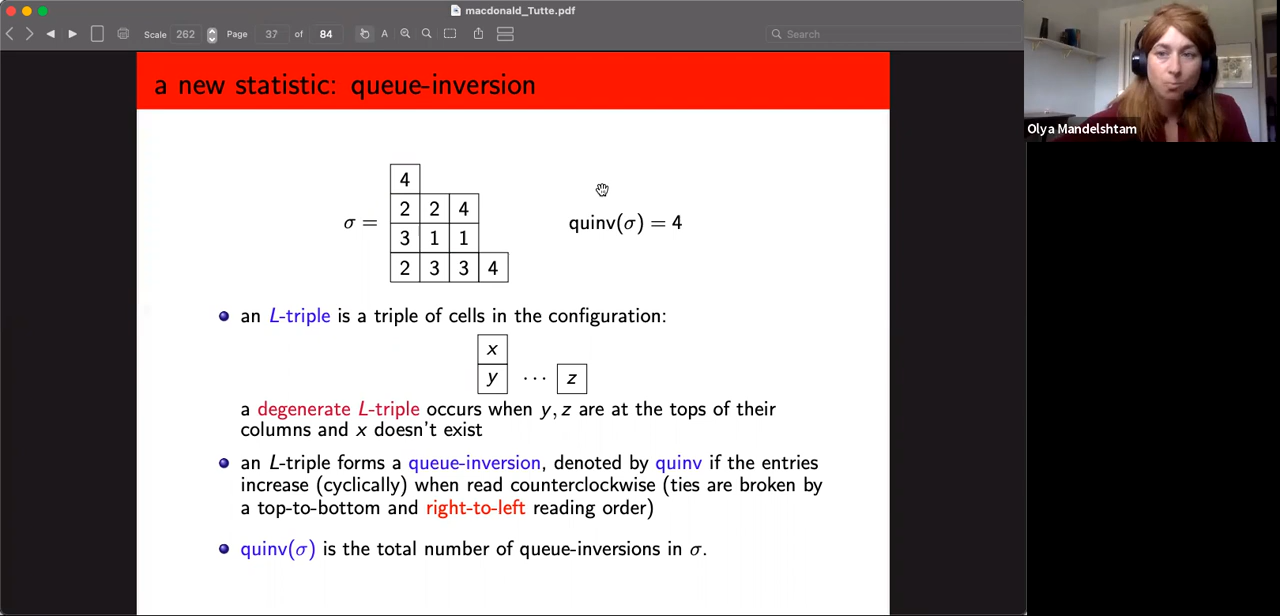 macdonald_Tutte.pdf
Scale 262 Page 37 of 84 A Search
a new statistic: queue-inversion
4
2 2 4
σ = 3 1 1 quinv(σ) = 4
2 3 3 4
an L-triple is a triple of cells in the configuration:
x
y ··· z
a degenerate L-triple occurs when y, z are at the tops of their
columns and x doesn't exist
an L-triple forms a queue-inversion, denoted by quinv if the entries
increase (cyclically) when read counterclockwise (ties are broken by
a top-to-bottom and right-to-left reading order)
quinv(σ) is the total number of queue-inversions in σ.
Olya Mandelshtam